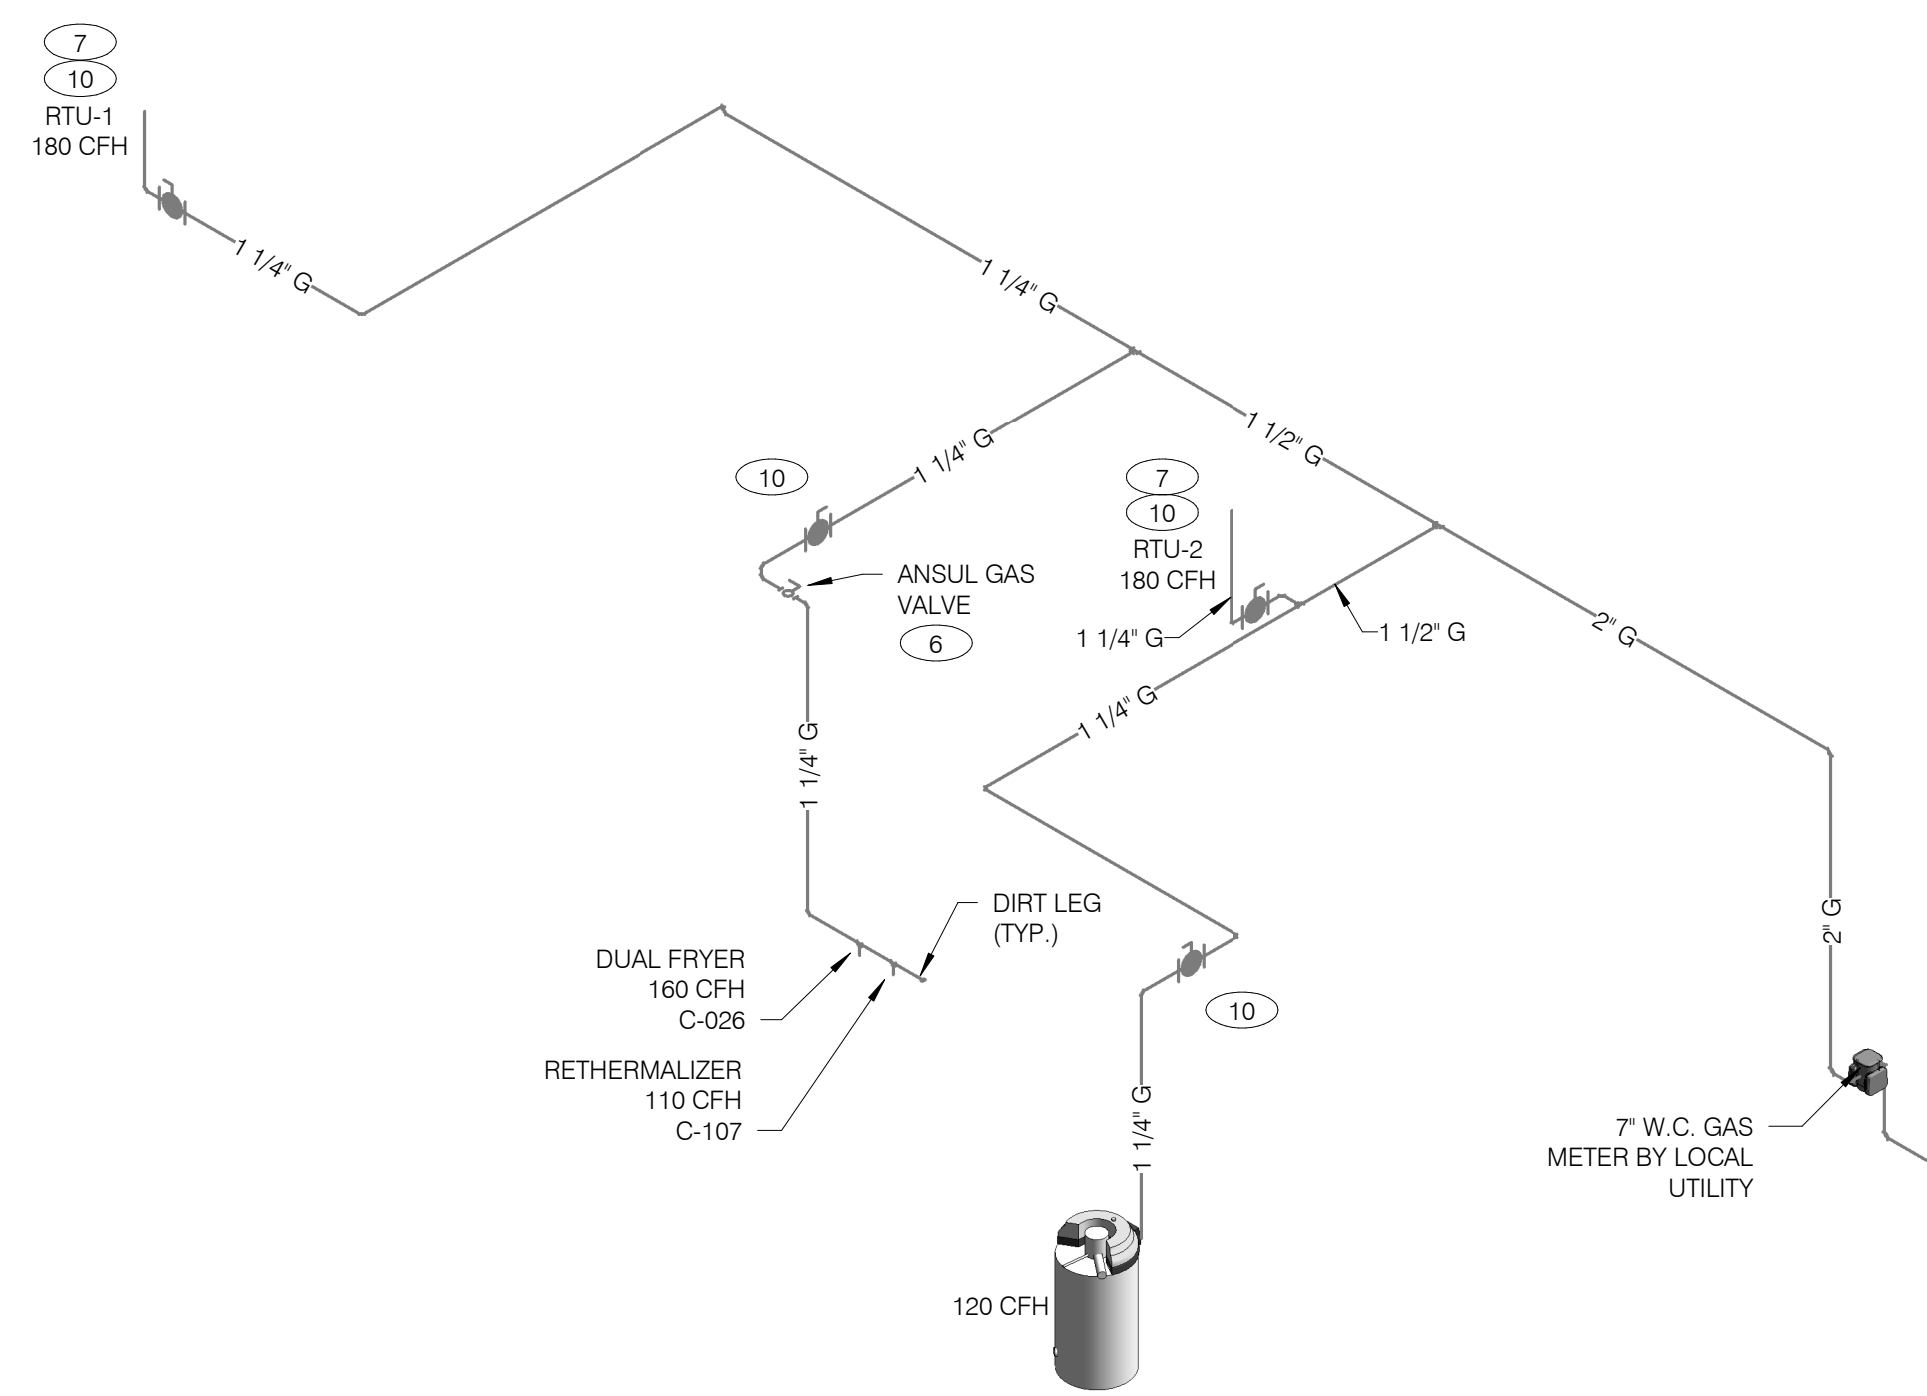 7
10
RTU-1
180 CFH
1 1/4" G
1 1/4" G
1 1/4" G
1 1/2" G
10
7
10
RTU-2
180 CFH
ANSUL GAS
VALVE
6
1 1/4" G
1 1/2" G
2" G
1 1/4" G
1 1/4" G
DIRT LEG
(TYP.)
2" G
DUAL FRYER
160 CFH
C-026
10
RETHERMALIZER
110 CFH
C-107
1 1/4" G
7" W.C. GAS
METER BY LOCAL
UTILITY
120 CFH